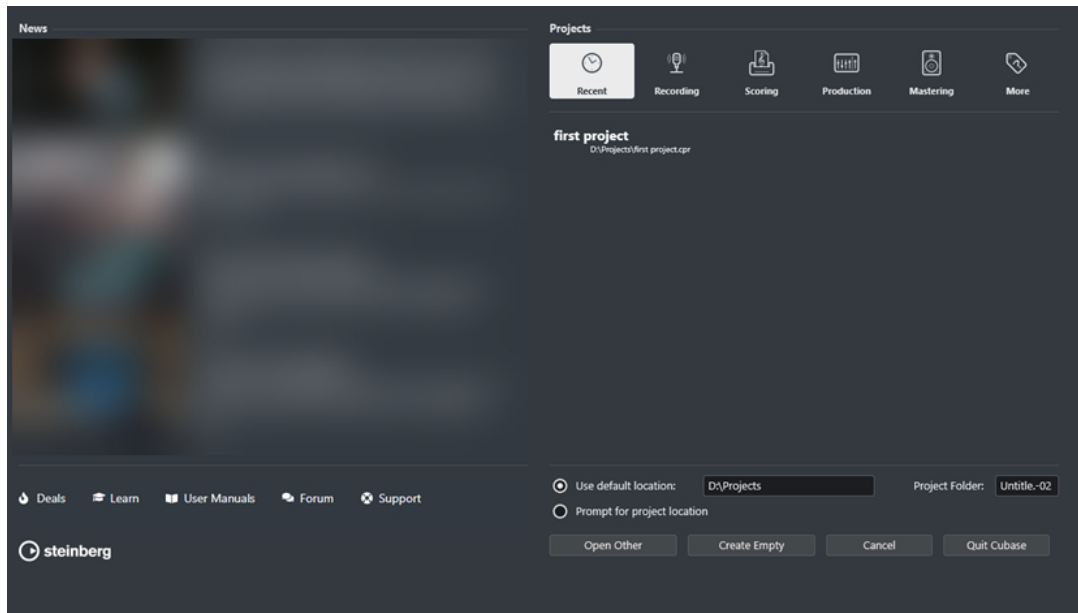 News
Projects
Recent
Recording
Scoring
Production
Mastering
More
first project
D:\Projects\first project.cpr
Use default location:
D:\Projects
Project Folder:
Untitle.-02
Prompt for project location
Deals
Learn
User Manuals
Forum
Support
Open Other
Create Empty
Cancel
Quit Cubase
steinberg